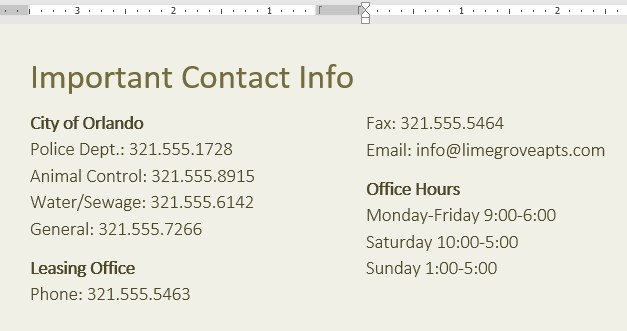 3 2 1 1 2
Important Contact Info
City of Orlando
Police Dept.: 321.555.1728
Animal Control: 321.555.8915
Water/Sewage: 321.555.6142
General: 321.555.7266
Leasing Office
Phone: 321.555.5463
Fax: 321.555.5464
Email: info@limegroveapts.com
Office Hours
Monday-Friday 9:00-6:00
Saturday 10:00-5:00
Sunday 1:00-5:00